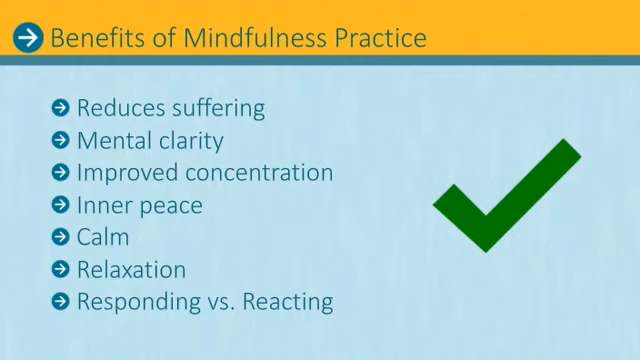 Benefits of Mindfulness Practice
Reduces suffering
Mental clarity
Improved concentration
Inner peace
Calm
Relaxation
Responding vs. Reacting